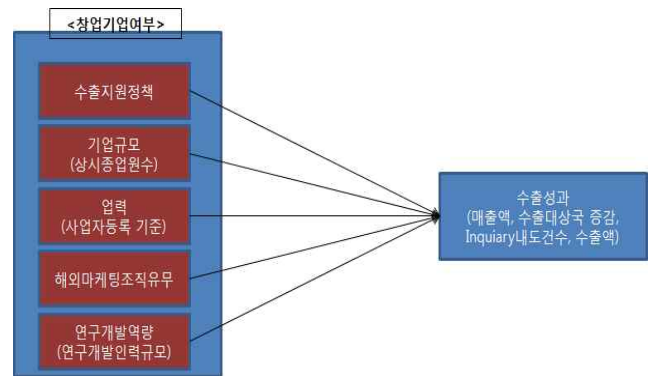 <창업기업여부>
수출지원정책
기업규모
(상시종업원수)
업력
(사업자등록 기준)
해외마케팅조직유무
연구개발역량
(연구개발인력규모)
수출성과
(매출액, 수출대상국 증감,
Inquiary내도건수, 수출액)